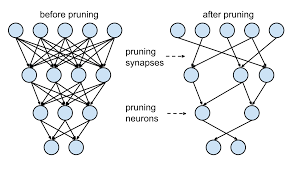 before pruning
after pruning
pruning
synapses
pruning
neurons